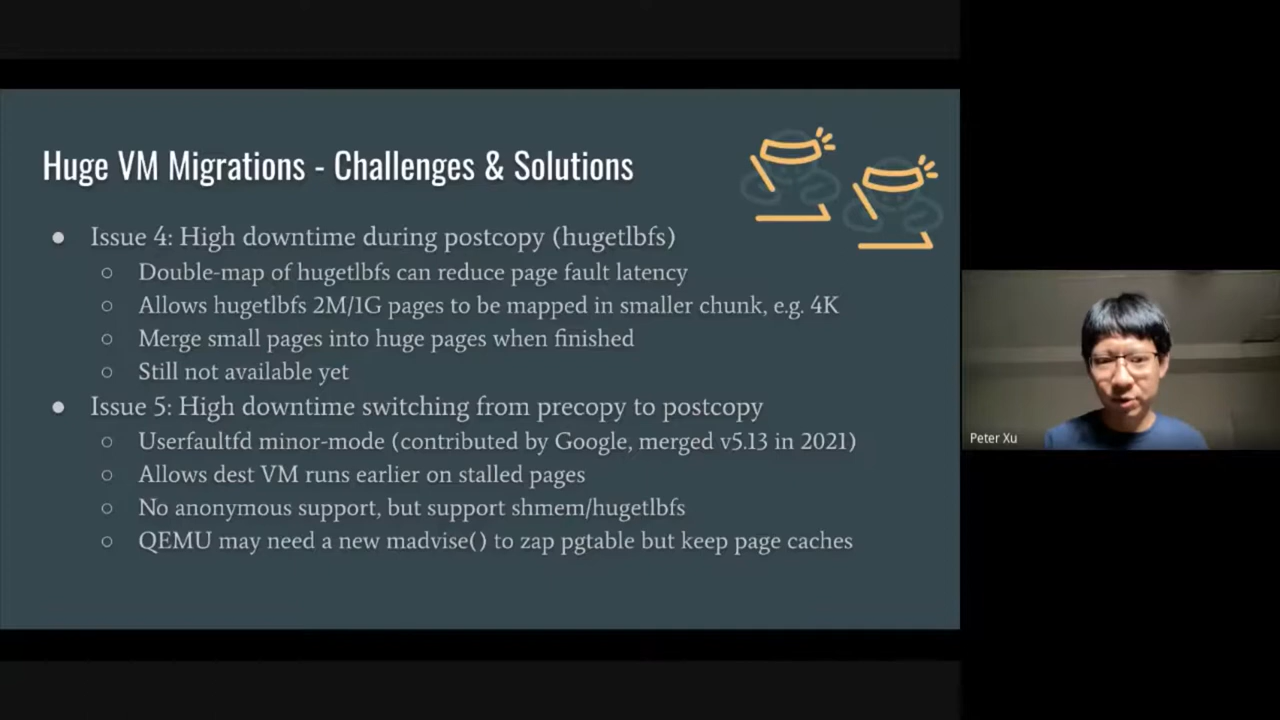 Huge VM Migrations - Challenges & Solutions
● Issue 4: High downtime during postcopy (hugetlbfs)
○ Double-map of hugetlbfs can reduce page fault latency
○ Allows hugetlbfs 2M/1G pages to be mapped in smaller chunk, e.g. 4K
○ Merge small pages into huge pages when finished
○ Still not available yet
● Issue 5: High downtime switching from precopy to postcopy
○ Userfaultfd minor-mode (contributed by Google, merged v5.13 in 2021)
○ Allows dest VM runs earlier on stalled pages
○ No anonymous support, but support shmem/hugetlbfs
○ QEMU may need a new madvise() to zap pgtable but keep page caches
Peter Xu